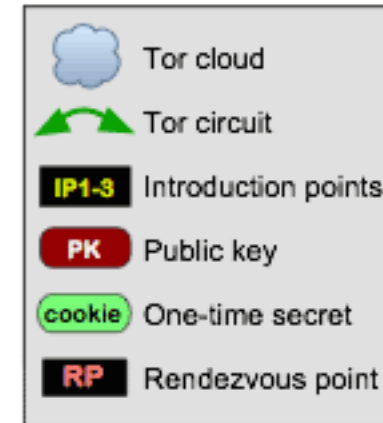 Tor cloud
Tor circuit
IP1-3 Introduction points
PK Public key
cookie One-time secret
RP Rendezvous point